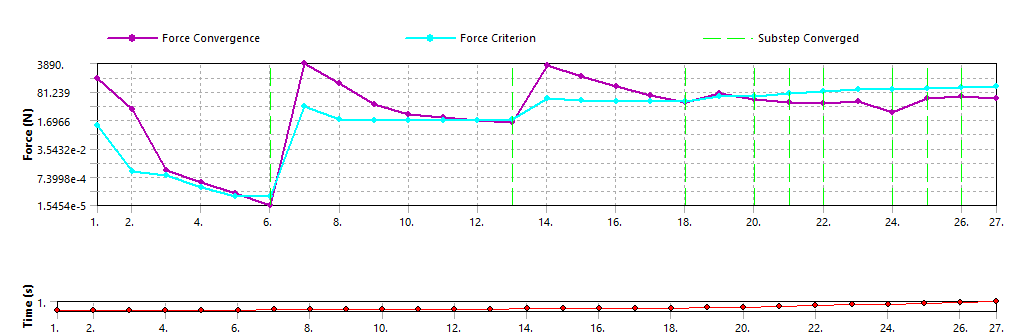 Force Convergence Force Criterion Substep Converged
Force (N)
3890.
81.239
1.6966
3.5432e-2
7.3998e-4
1.5454e-5
1. 2. 4. 6. 8. 10. 12. 14. 16. 18. 20. 22. 24. 26. 27.
Time (s)
1.
1. 2. 4. 6. 8. 10. 12. 14. 16. 18. 20. 22. 24. 26. 27.